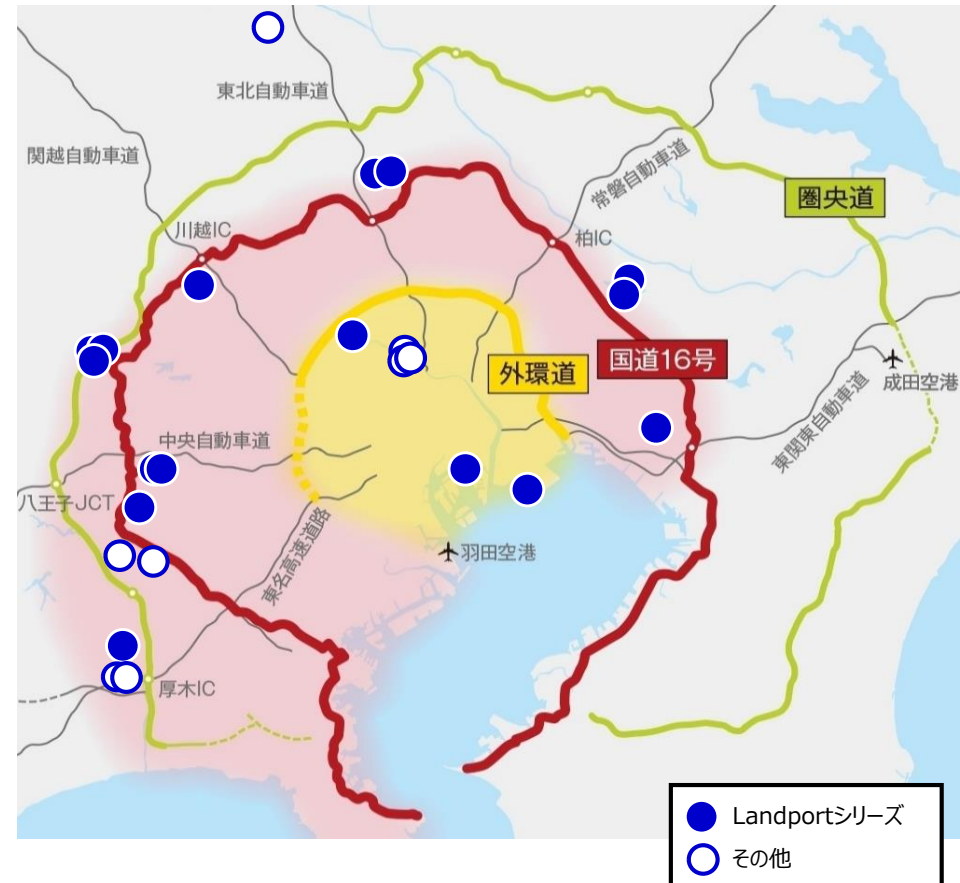 東北自動車道
関越自動車道
常磐自動車道
圏央道
川越IC
柏IC
外環道
国道16号
成田空港
東関東自動車道
中央自動車道
八王子JCT
東名高速道路
羽田空港
厚木IC
Landportシリーズ
その他